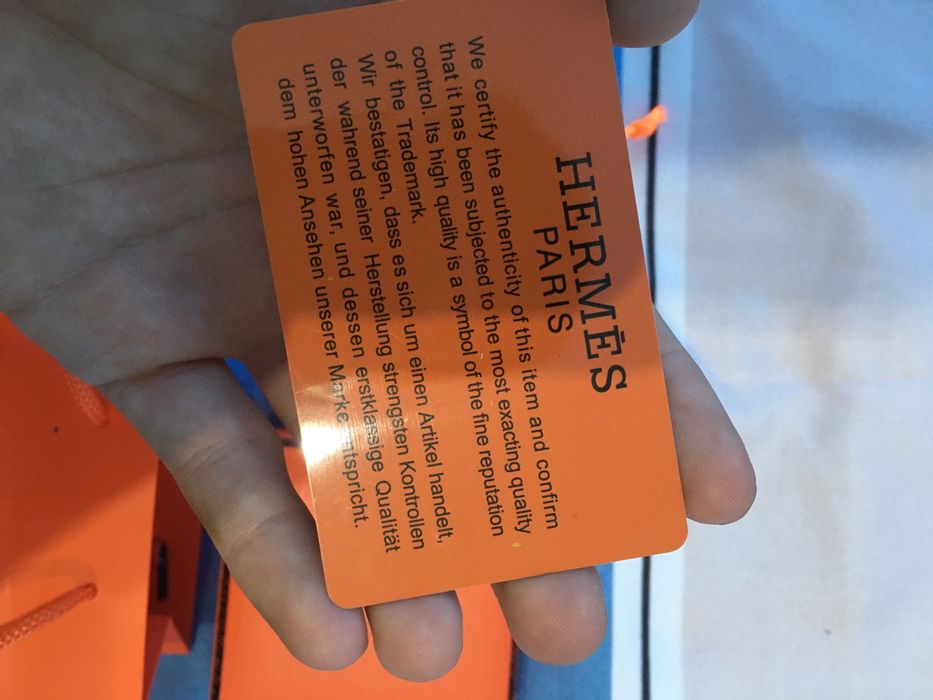 HERMĒS
PARIS
We certify the authenticity of this item and confirm
that it has been subjected to the most exacting quality
control. Its high quality is a symbol of the fine reputation
of the Trademark.
Wir bestatigen, dass es sich um einen Artikel handelt,
der wahrend seiner Herstellung strengsten Kontrollen
unterworfen war, und dessen erstklassige Qualität
dem hohen Ansehen unserer Marke entspricht.